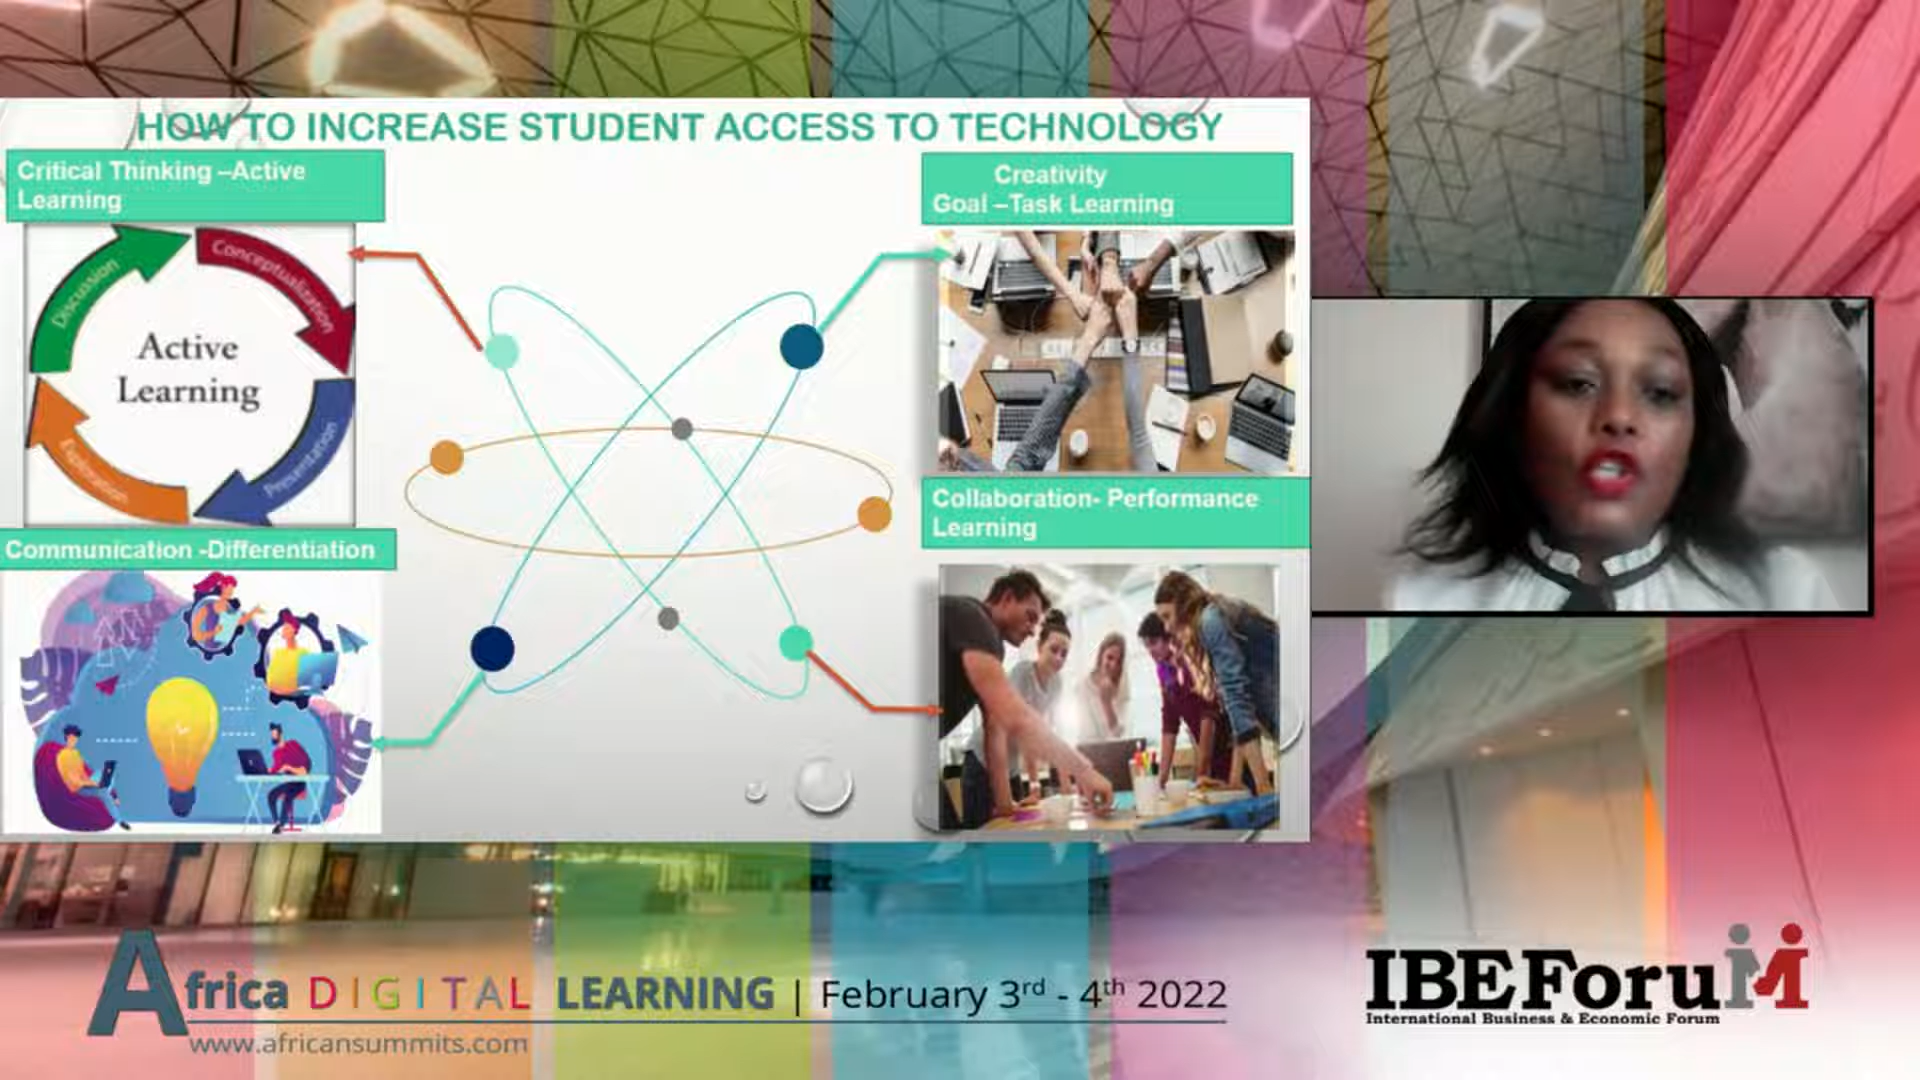 HOW TO INCREASE STUDENT ACCESS TO TECHNOLOGY
Critical Thinking –Active
Learning
Discussion
Conceptualization
Active
Learning
Exploration
Presentation
Communication -Differentiation
Creativity
Goal –Task Learning
Collaboration- Performance
Learning
Africa DIGITAL LEARNING | February 3rd - 4th 2022
www.africansummits.com
IBEForuM
International Business & Economic Forum